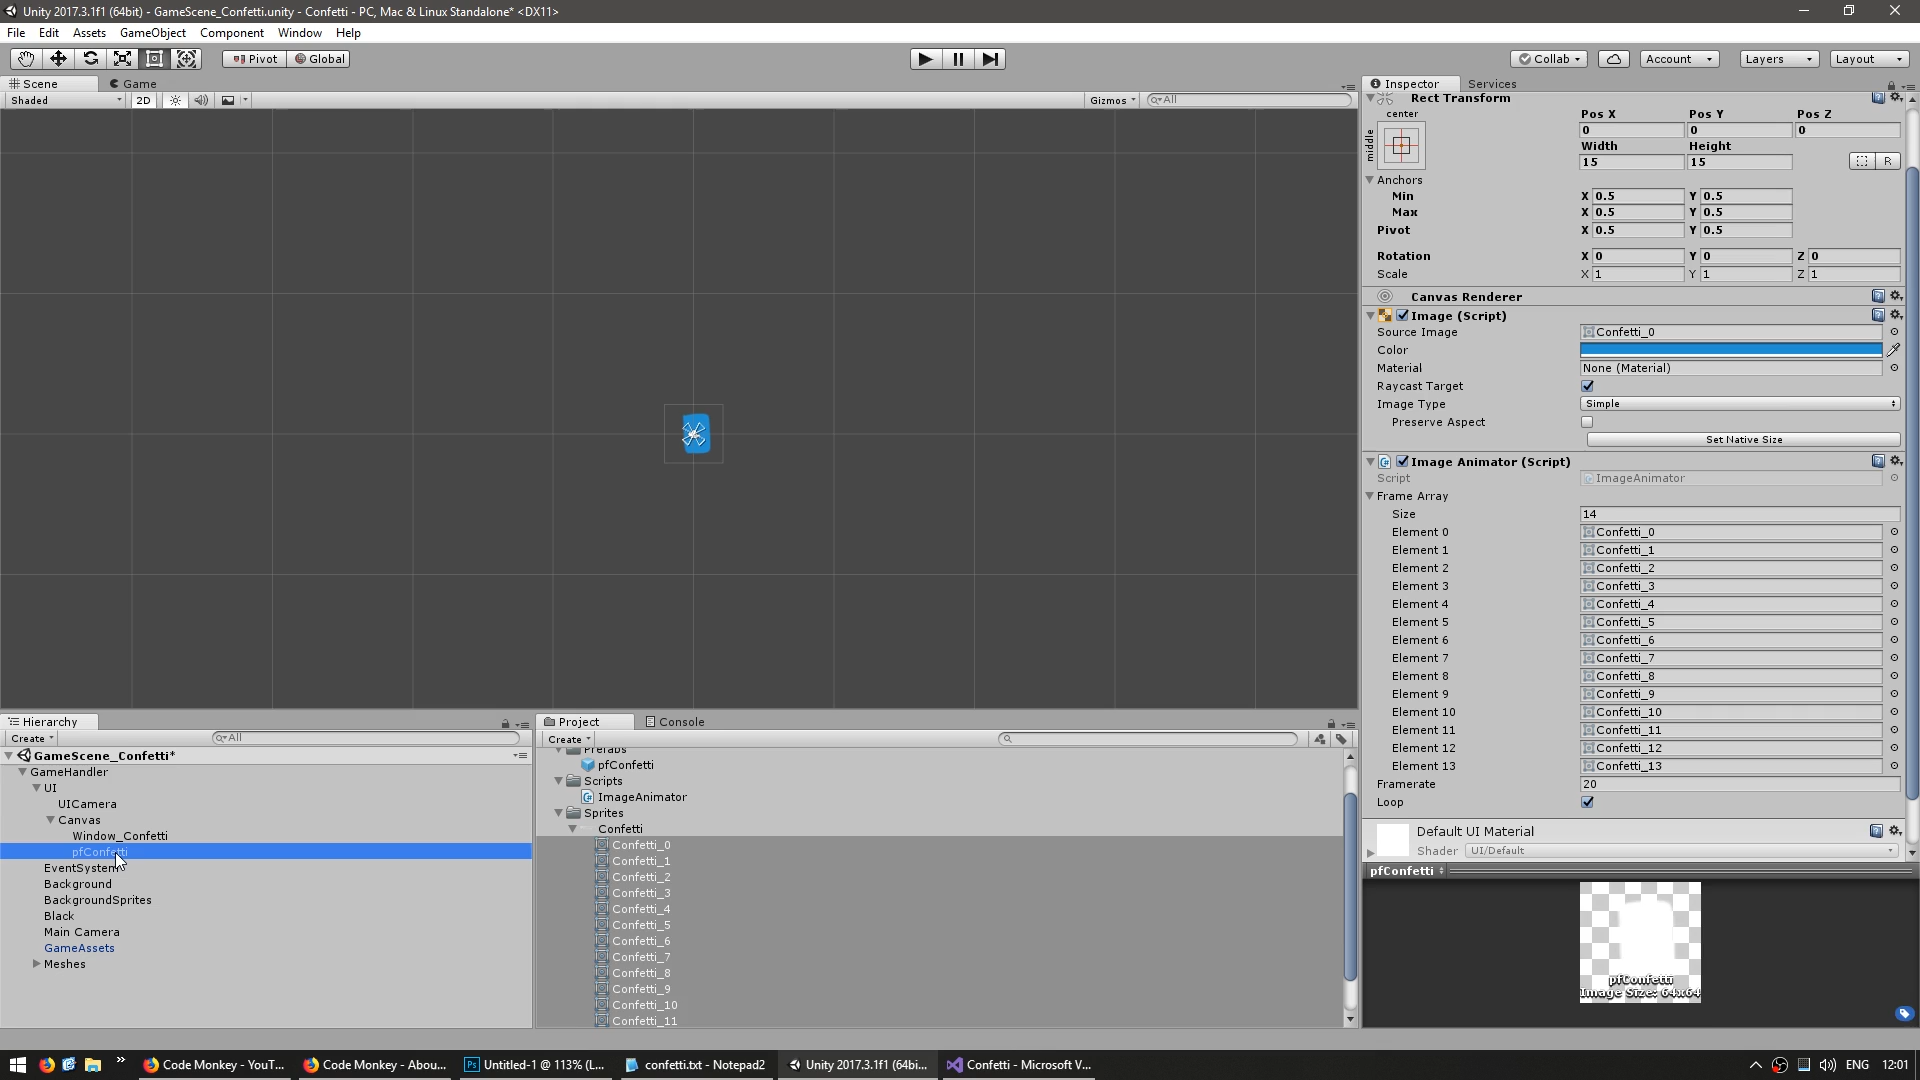 Unity 2017.3.1f1 (64bit) - GameScene_Confetti.unity - Confetti - PC, Mac & Linux Standalone* <DX11>
File Edit Assets GameObject Component Window Help
Pivot Global Collab Account Layers Layout
Scene Game
Shaded 2D Gizmos All
Inspector Services
Rect Transform
center
middle
Pos X Pos Y Pos Z
0 0 0
Width Height
15 15 R
Anchors
Min X 0.5 Y 0.5
Max X 0.5 Y 0.5
Pivot X 0.5 Y 0.5
Rotation X 0 Y 0 Z 0
Scale X 1 Y 1 Z 1
Canvas Renderer
Image (Script)
Source Image Confetti_0
Color
Material None (Material)
Raycast Target
Image Type Simple
Preserve Aspect
Set Native Size
Image Animator (Script)
Script ImageAnimator
Frame Array
Size 14
Element 0 Confetti_0
Element 1 Confetti_1
Element 2 Confetti_2
Element 3 Confetti_3
Element 4 Confetti_4
Element 5 Confetti_5
Element 6 Confetti_6
Element 7 Confetti_7
Element 8 Confetti_8
Element 9 Confetti_9
Element 10 Confetti_10
Element 11 Confetti_11
Element 12 Confetti_12
Element 13 Confetti_13
Framerate 20
Loop
Default UI Material
Shader UI/Default
pfConfetti
pfConfetti
Image Size: 64x64
Hierarchy
Create All
GameScene_Confetti*
GameHandler
UI
UICamera
Canvas
Window_Confetti
pfConfetti
EventSystem
Background
BackgroundSprites
Black
Main Camera
GameAssets
Meshes
Project Console
Create
Prefabs
pfConfetti
Scripts
ImageAnimator
Sprites
Confetti
Confetti_0
Confetti_1
Confetti_2
Confetti_3
Confetti_4
Confetti_5
Confetti_6
Confetti_7
Confetti_8
Confetti_9
Confetti_10
Confetti_11
Code Monkey - YouT... Code Monkey - Abou... Untitled-1 @ 113% (L... confetti.txt - Notepad2 Unity 2017.3.1f1 (64bi... Confetti - Microsoft V... ENG 12:01